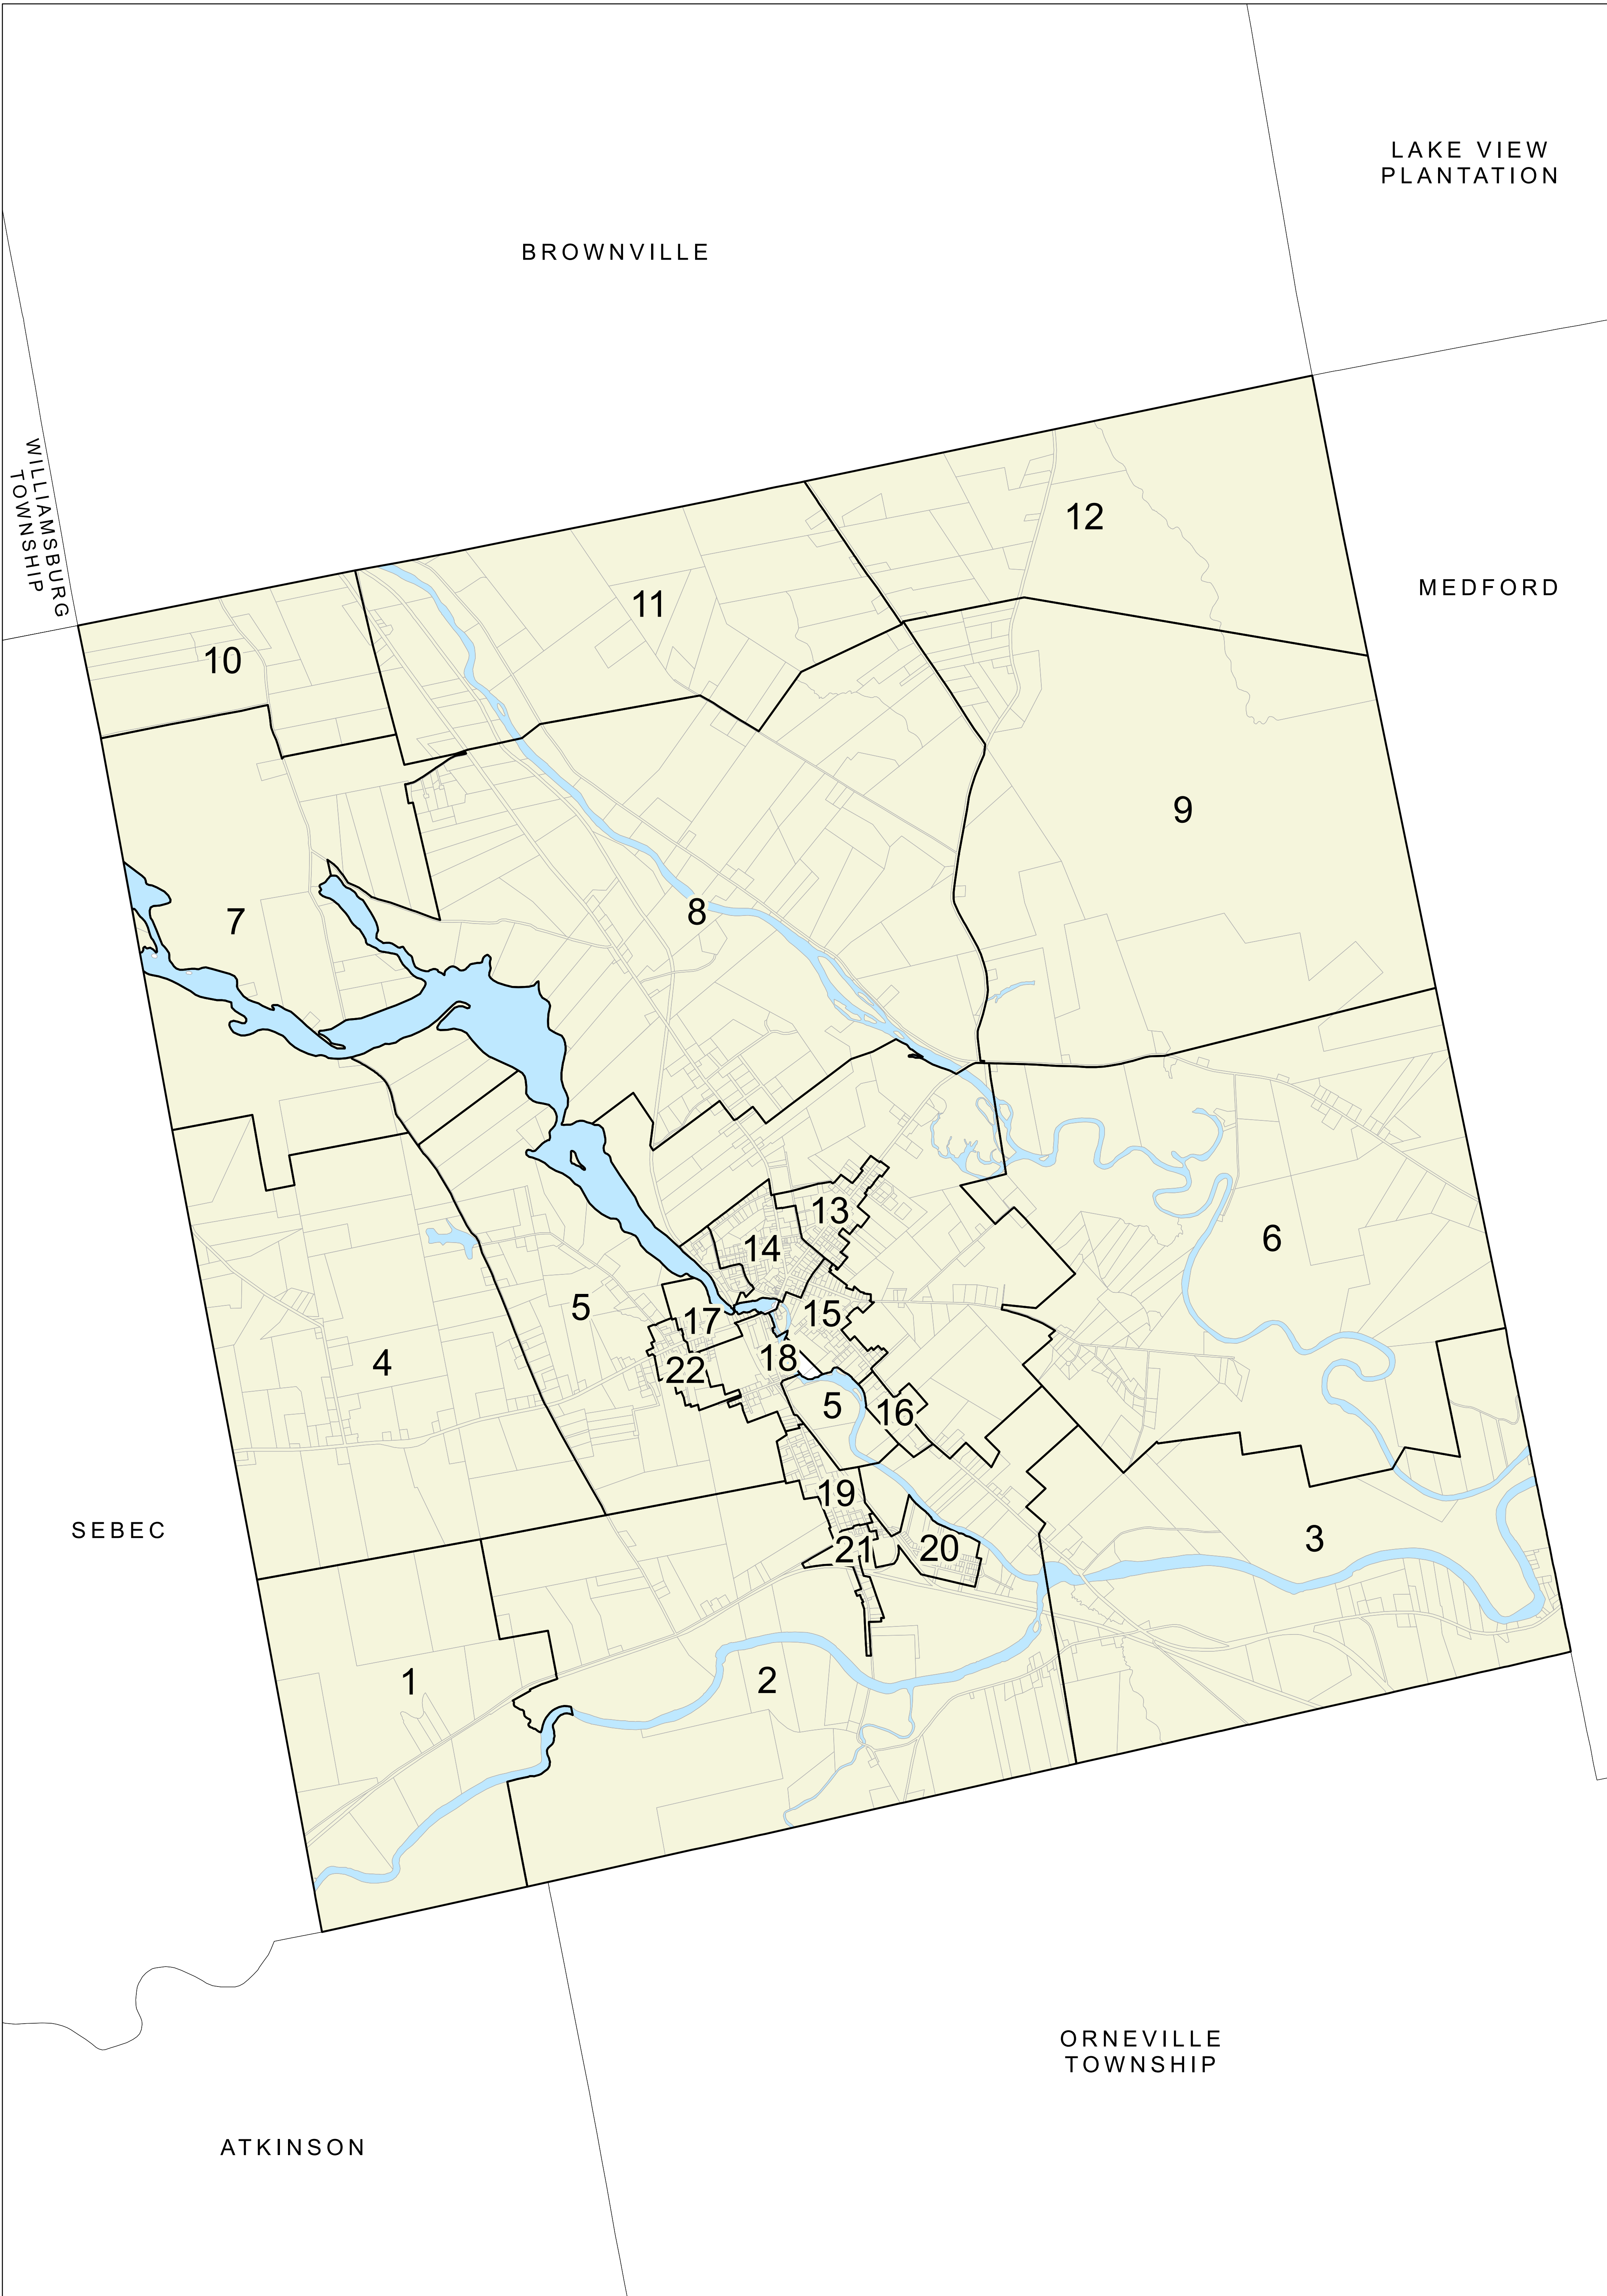 LAKE VIEW
PLANTATION
BROWNVILLE
WILLIAMSBURG
TOWNSHIP
12
MEDFORD
11
10
9
8
7
13
6
14
5
15
17
18
4
22
5
16
19
SEBEC
3
21
20
2
1
ORNEVILLE
TOWNSHIP
ATKINSON